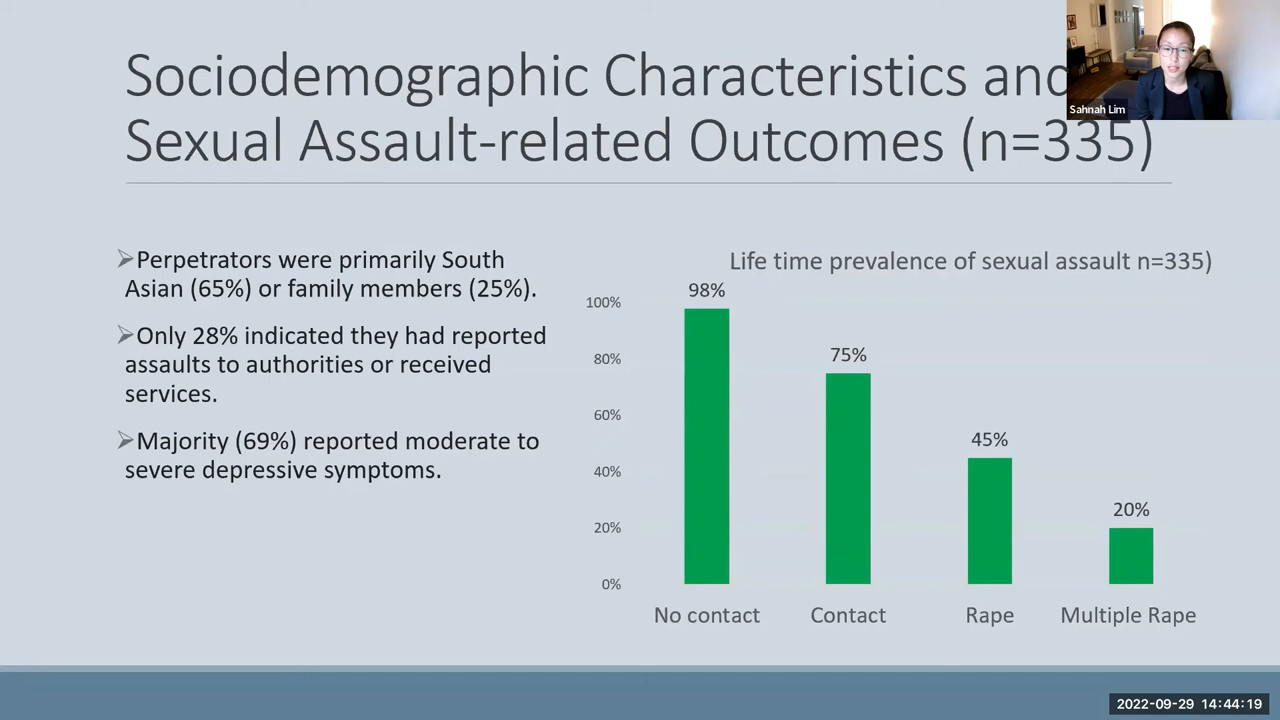 Sociodemographic Characteristics and
Sexual Assault-related Outcomes (n=335)
Sahnah Lim
➢Perpetrators were primarily South
Asian (65%) or family members (25%).
➢Only 28% indicated they had reported
assaults to authorities or received
services.
➢Majority (69%) reported moderate to
severe depressive symptoms.
Life time prevalence of sexual assault n=335)
100%
80%
60%
40%
20%
0%
98%
75%
45%
20%
No contact
Contact
Rape
Multiple Rape
2022-09-29 14:44:19